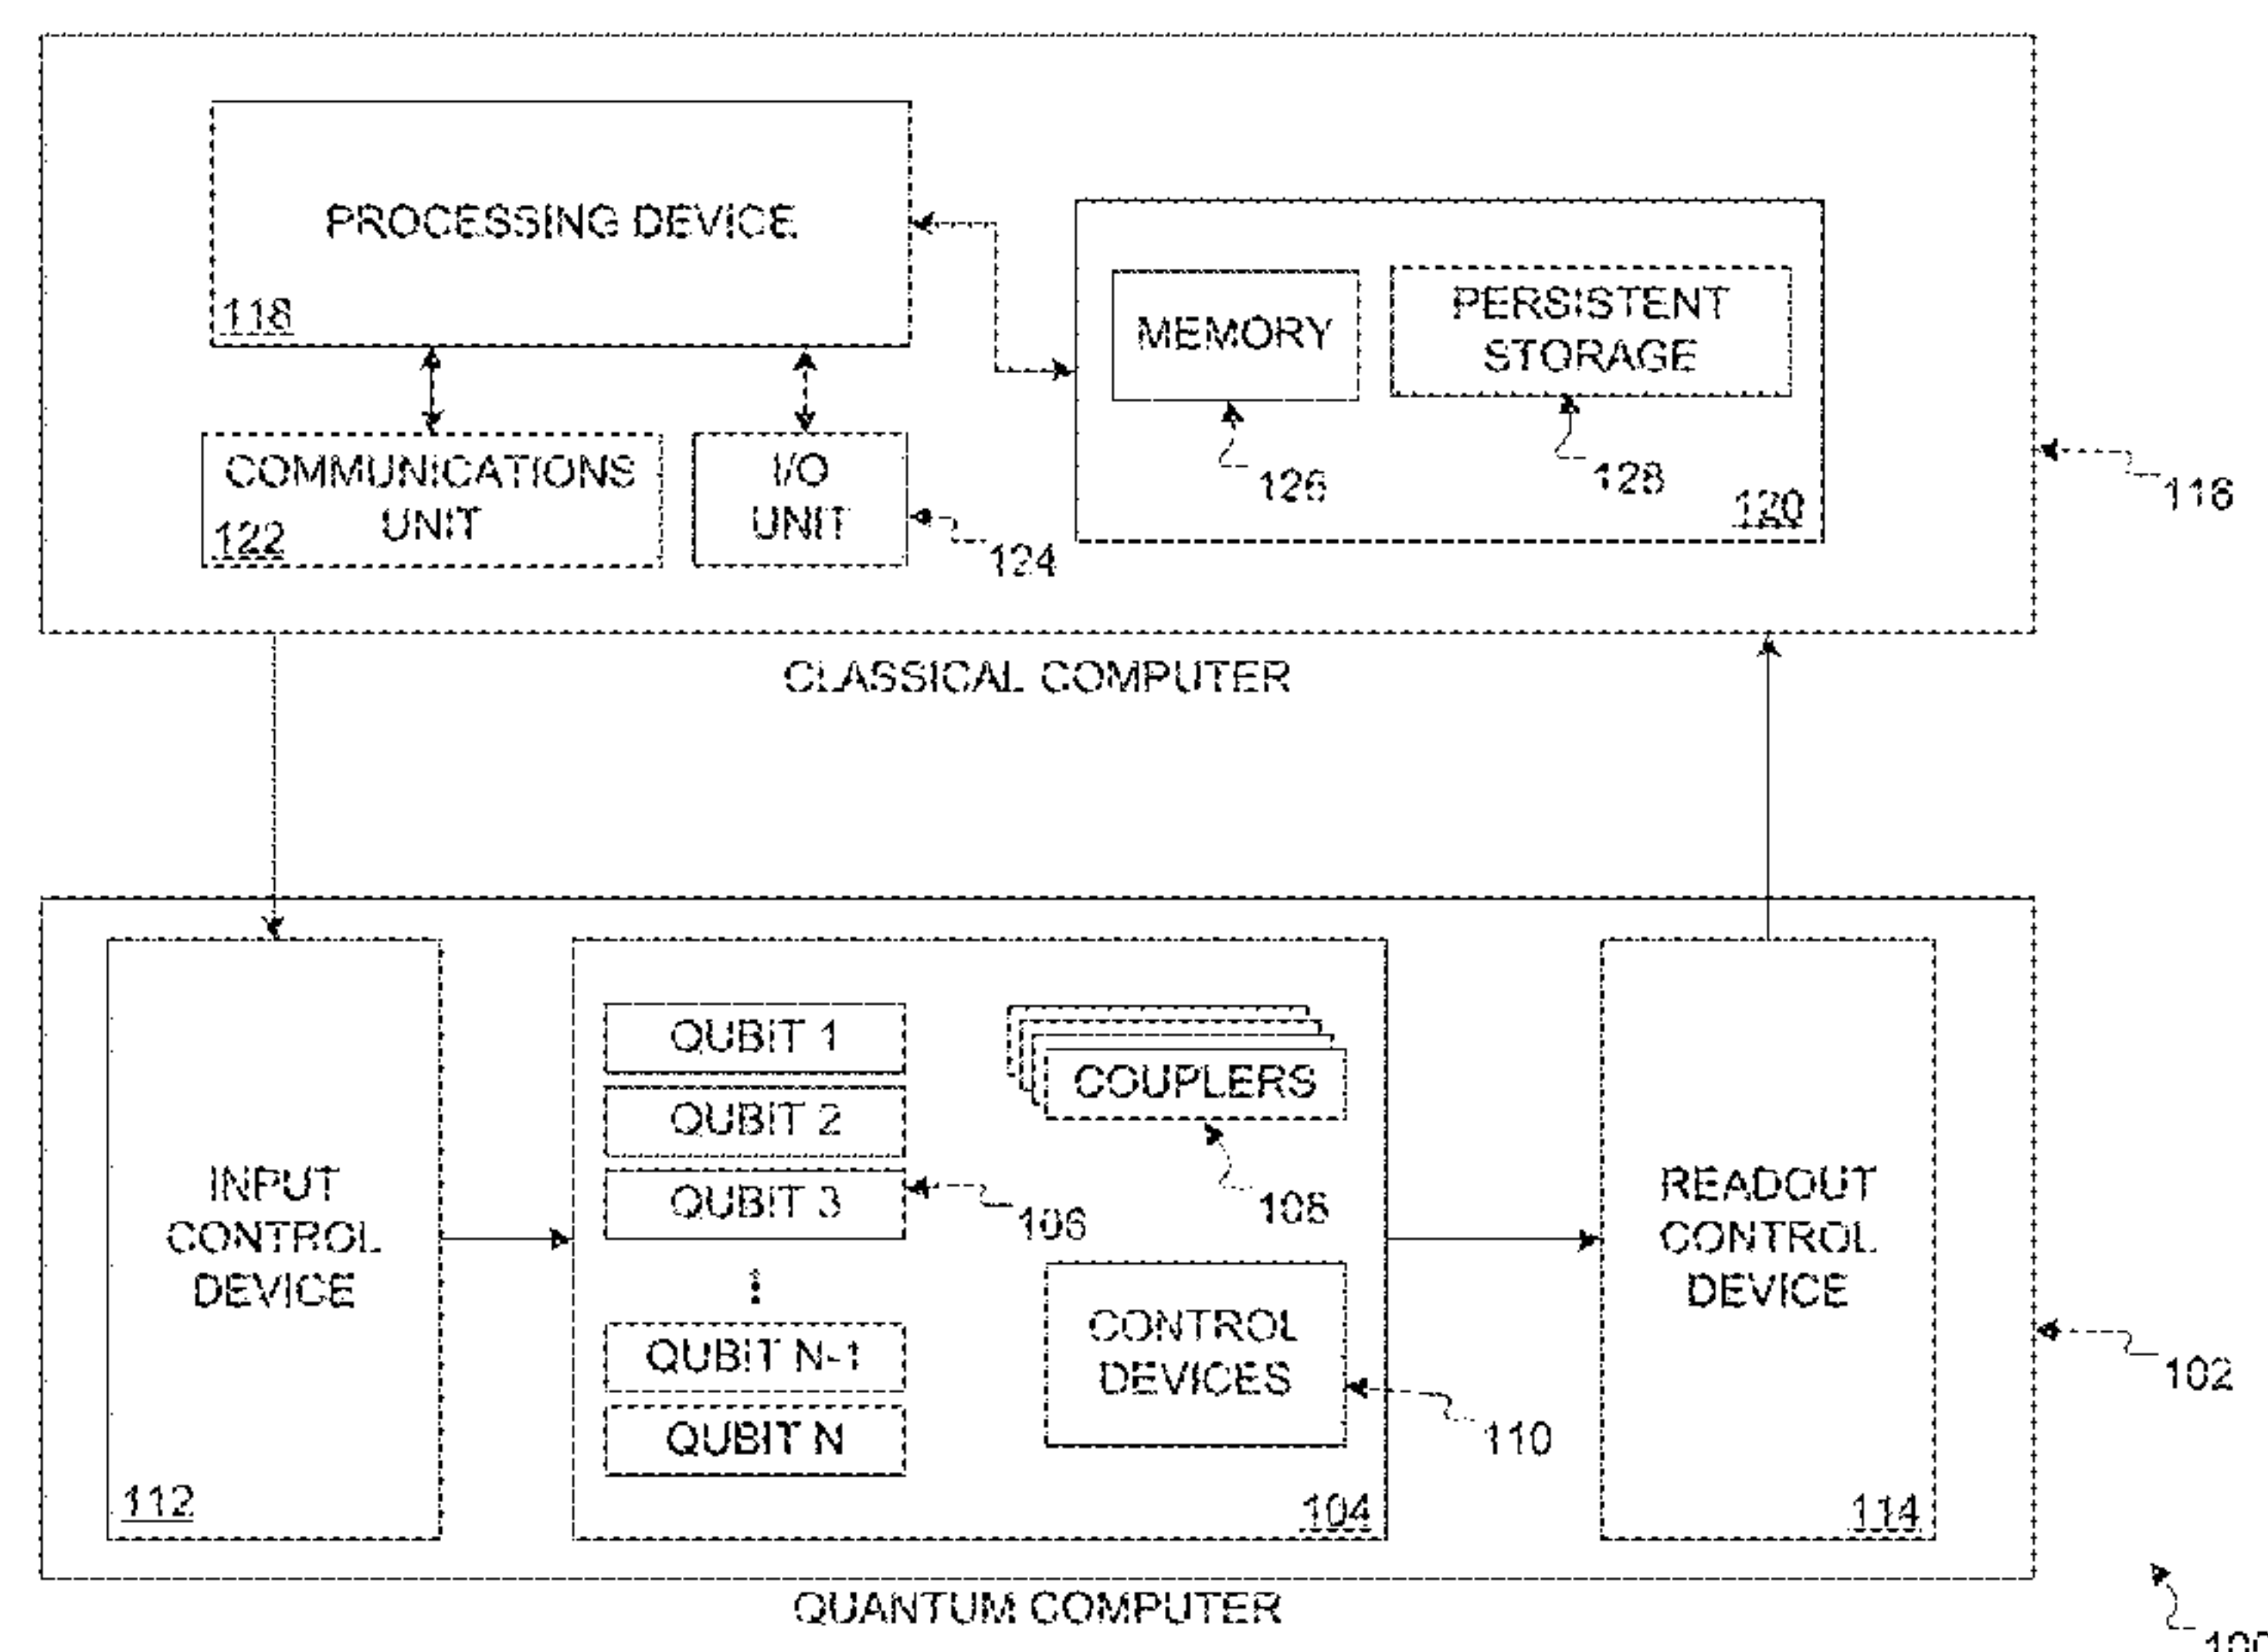 PROCESSING DEVICE
118
MEMORY
PERSISTENT
STORAGE
126
128
120
COMMUNICATIONS
UNIT
122
I/O
UNIT
124
116
CLASSICAL COMPUTER
INPUT
CONTROL
DEVICE
112
QUBIT 1
QUBIT 2
QUBIT 3
QUBIT N-1
QUBIT N
106
COUPLERS
108
CONTROL
DEVICES
110
104
READOUT
CONTROL
DEVICE
114
102
QUANTUM COMPUTER